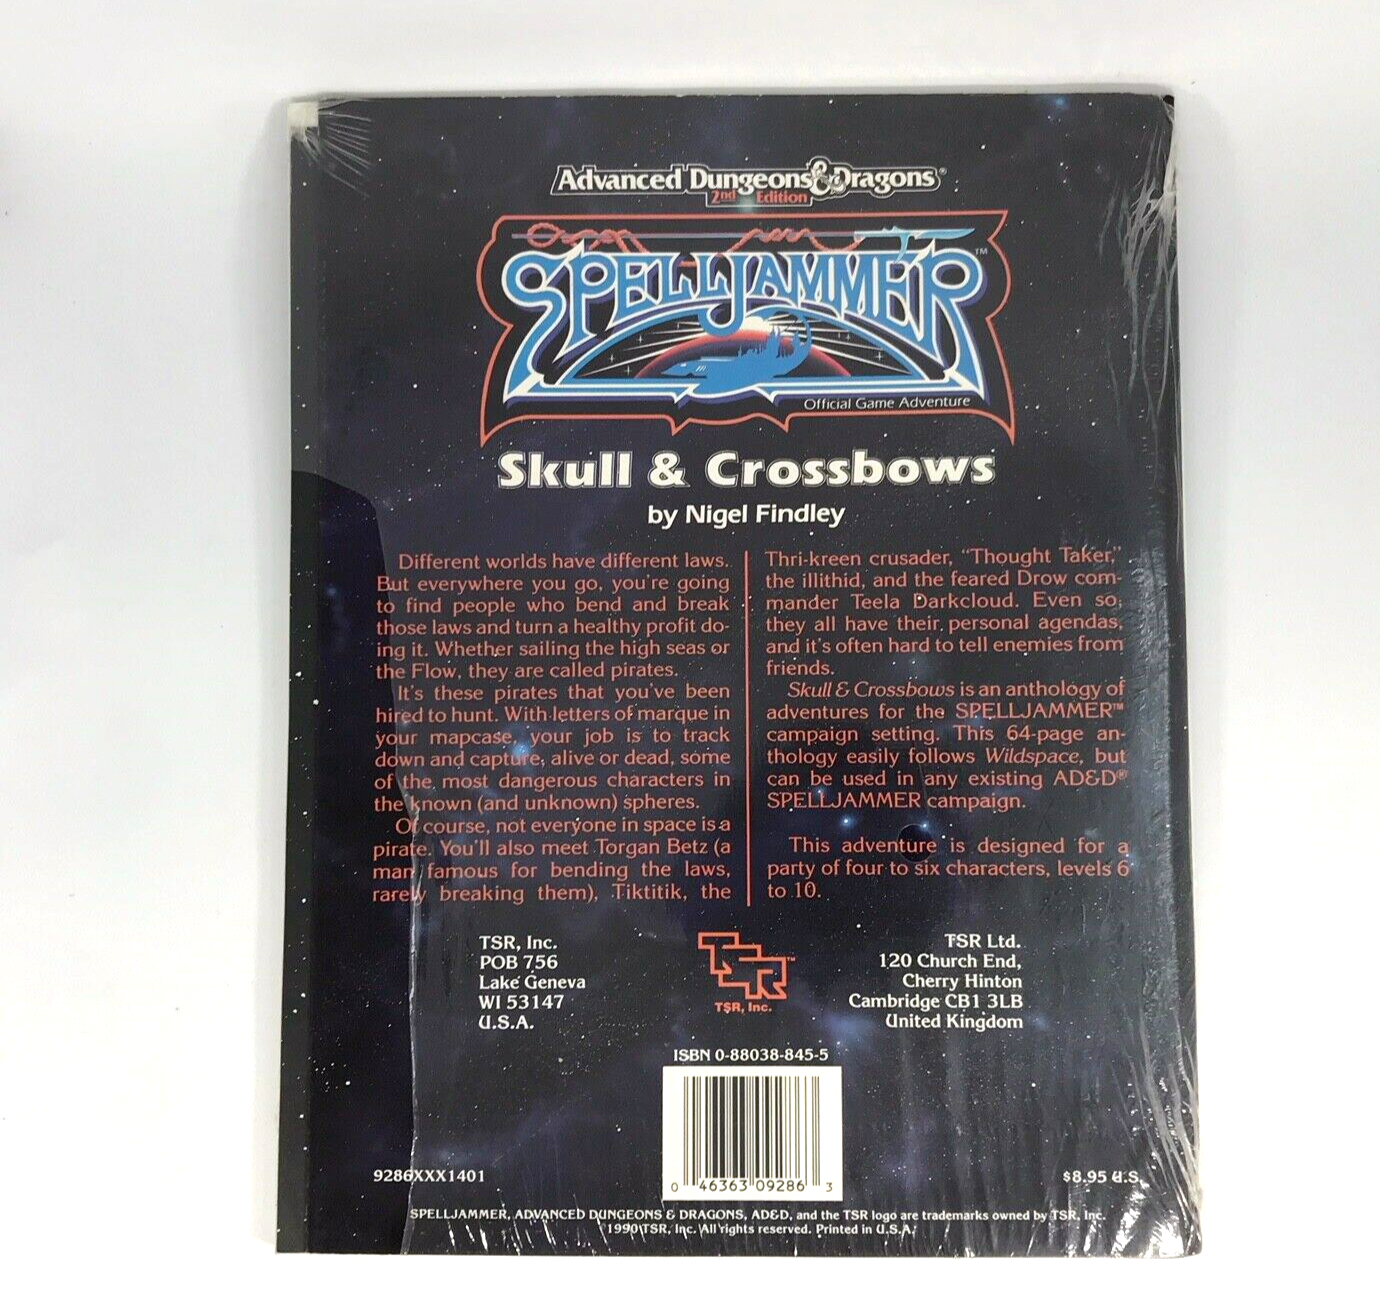 Advanced Dungeons & Dragons®
2nd Edition
SPELLJAMMER™
Official Game Adventure
Skull & Crossbows
by Nigel Findley
Different worlds have different laws.
But everywhere you go, you're going
to find people who bend and break
those laws and turn a healthy profit do-
ing it. Whether sailing the high seas or
the Flow, they are called pirates.
It's these pirates that you've been
hired to hunt. With letters of marque in
your mapcase, your job is to track
down and capture, alive or dead, some
of the most dangerous characters in
the known (and unknown) spheres.
Of course, not everyone in space is a
pirate. You'll also meet Torgan Betz (a
man famous for bending the laws,
rarely breaking them), Tiktitik, the
Thri-kreen crusader, "Thought Taker,"
the illithid, and the feared Drow com-
mander Teela Darkcloud. Even so,
they all have their personal agendas,
and it's often hard to tell enemies from
friends.
Skull & Crossbows is an anthology of
adventures for the SPELLJAMMER™
campaign setting. This 64-page an-
thology easily follows Wildspace, but
can be used in any existing AD&D®
SPELLJAMMER campaign.
This adventure is designed for a
party of four to six characters, levels 6
to 10.
TSR, Inc.
POB 756
Lake Geneva
WI 53147
U.S.A.
TSR™
TSR, Inc.
TSR Ltd.
120 Church End,
Cherry Hinton
Cambridge CB1 3LB
United Kingdom
ISBN 0-88038-845-5
0 46363 09286 3
9286XXX1401
$8.95 U.S.
SPELLJAMMER, ADVANCED DUNGEONS & DRAGONS, AD&D, and the TSR logo are trademarks owned by TSR, Inc.
©1990 TSR, Inc. All rights reserved. Printed in U.S.A.